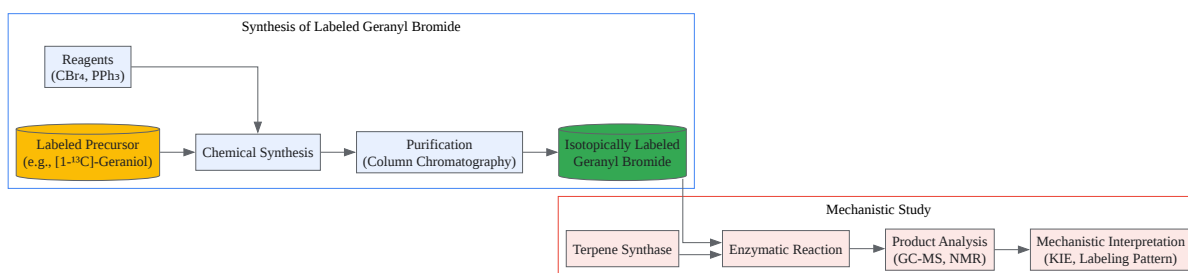 Synthesis of Labeled Geranyl Bromide
Reagents
(CBr₄, PPh₃)
Labeled Precursor
(e.g., [1-¹³C]-Geraniol)
Chemical Synthesis
Purification
(Column Chromatography)
Isotopically Labeled
Geranyl Bromide
Mechanistic Study
Terpene Synthase
Enzymatic Reaction
Product Analysis
(GC-MS, NMR)
Mechanistic Interpretation
(KIE, Labeling Pattern)